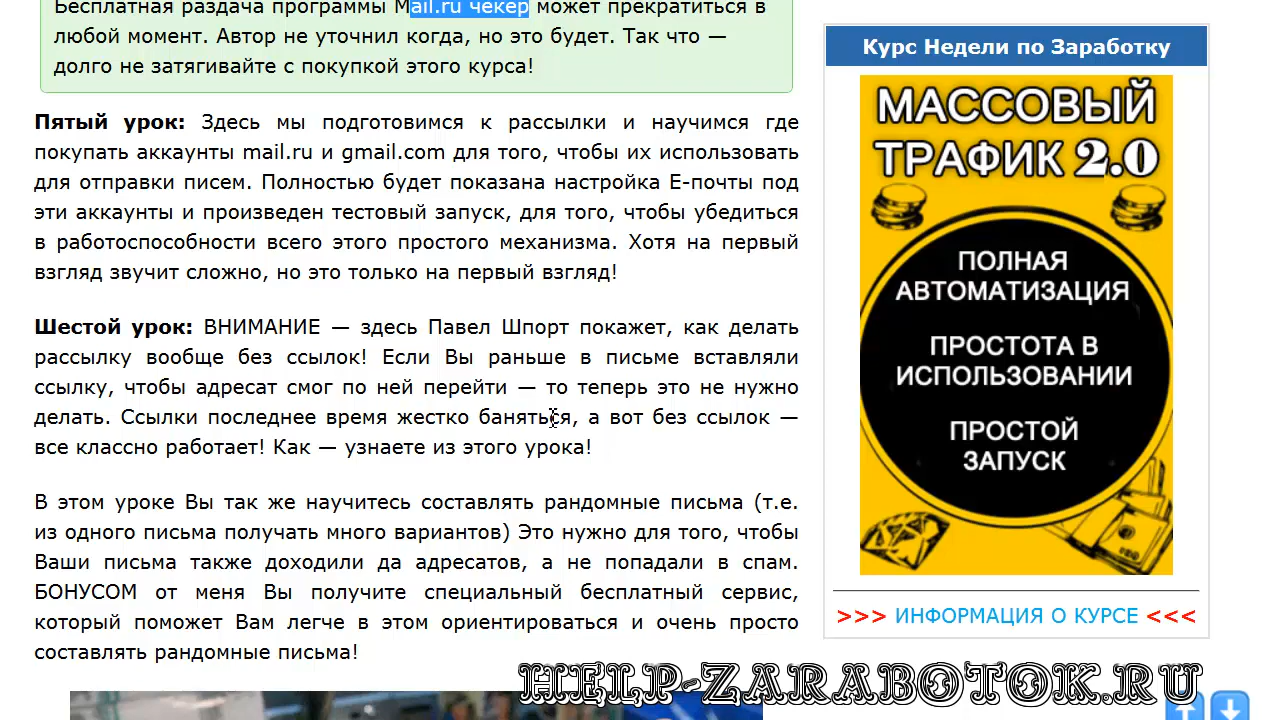 Бесплатная раздача программы Mail.ru чекер может прекратиться в
любой момент. Автор не уточнил когда, но это будет. Так что —
долго не затягивайте с покупкой этого курса!
Пятый урок: Здесь мы подготовимся к рассылки и научимся где
покупать аккаунты mail.ru и gmail.com для того, чтобы их использовать
для отправки писем. Полностью будет показана настройка Е-почты под
эти аккаунты и произведен тестовый запуск, для того, чтобы убедиться
в работоспособности всего этого простого механизма. Хотя на первый
взгляд звучит сложно, но это только на первый взгляд!
Шестой урок: ВНИМАНИЕ — здесь Павел Шпорт покажет, как делать
рассылку вообще без ссылок! Если Вы раньше в письме вставляли
ссылку, чтобы адресат смог по ней перейти — то теперь это не нужно
делать. Ссылки последнее время жестко баняться, а вот без ссылок —
все классно работает! Как — узнаете из этого урока!
В этом уроке Вы так же научитесь составлять рандомные письма (т.е.
из одного письма получать много вариантов) Это нужно для того, чтобы
Ваши письма также доходили да адресатов, а не попадали в спам.
БОНУСОМ от меня Вы получите специальный бесплатный сервис,
который поможет Вам легче в этом ориентироваться и очень просто
составлять рандомные письма!
Курс Недели по Заработку
МАССОВЫЙ
ТРАФИК 2.0
ПОЛНАЯ
АВТОМАТИЗАЦИЯ
ПРОСТОТА В
ИСПОЛЬЗОВАНИИ
ПРОСТОЙ
ЗАПУСК
>>> ИНФОРМАЦИЯ О КУРСЕ <<<
HELP-ZARABOTOK.RU